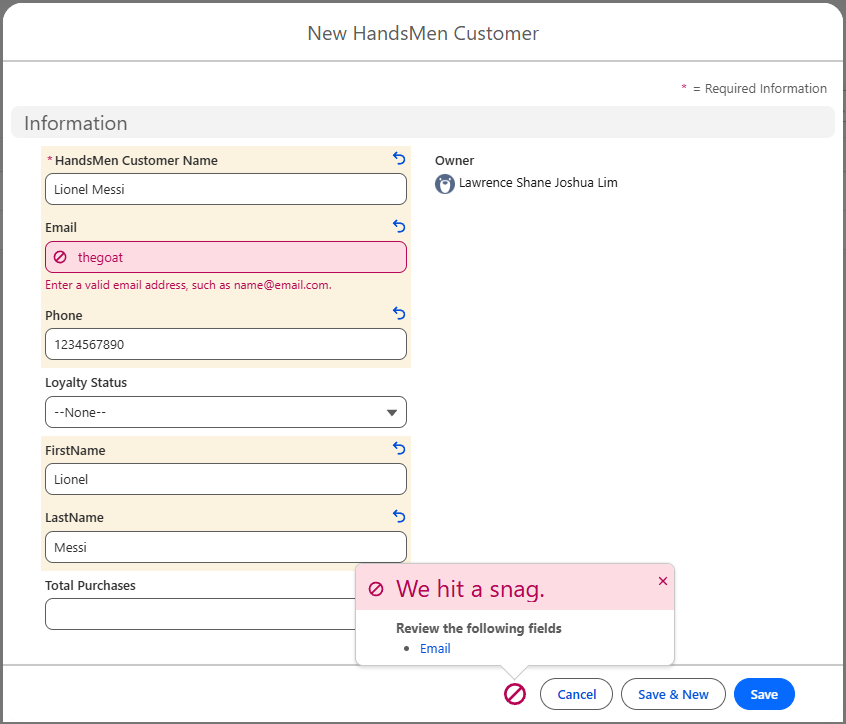 New HandsMen Customer
* = Required Information
Information
*HandsMen Customer Name
Lionel Messi
Owner
Lawrence Shane Joshua Lim
Email
thegoat
Enter a valid email address, such as name@email.com.
Phone
1234567890
Loyalty Status
--None--
FirstName
Lionel
LastName
Messi
Total Purchases
We hit a snag.
Review the following fields
• Email
Cancel
Save & New
Save